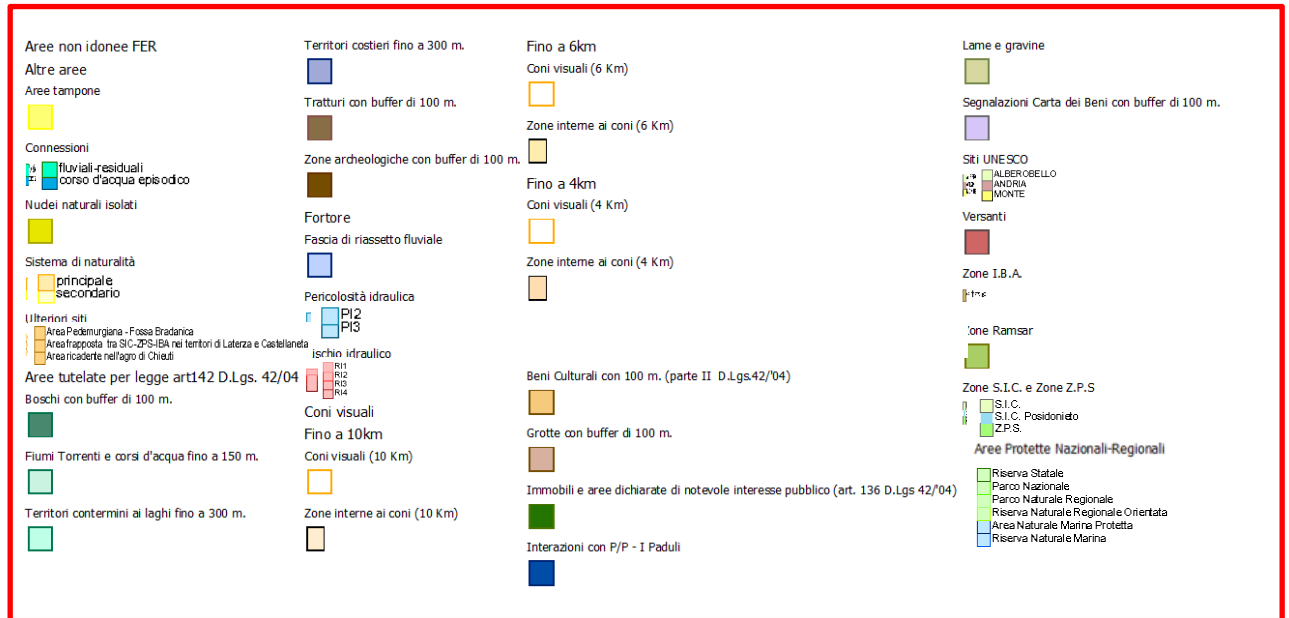 Aree non idonee FER
Altre aree
Aree tampone
Connessioni
fluviali-residuali
corso d'acqua episodico
Nuclei naturali isolati
Sistema di naturalità
principale
secondario
Ulteriori siti
Area Pedemurgiana - Fossa Bradanica
Area frapposta tra SIC-ZPS-IBA nei territori di Laterza e Castellaneta
Area ricadente nell'agro di Chieuti
Aree tutelate per legge art142 D.Lgs. 42/04
Boschi con buffer di 100 m.
Fiumi Torrenti e corsi d'acqua fino a 150 m.
Territori contermini ai laghi fino a 300 m.
Territori costieri fino a 300 m.
Tratturi con buffer di 100 m.
Zone archeologiche con buffer di 100 m.
Fortore
Fascia di riassetto fluviale
Pericolosità idraulica
PI2
PI3
ischio idraulico
RI1
RI2
RI3
RI4
Coni visuali
Fino a 10km
Coni visuali (10 Km)
Zone interne ai coni (10 Km)
Fino a 6km
Coni visuali (6 Km)
Zone interne ai coni (6 Km)
Fino a 4km
Coni visuali (4 Km)
Zone interne ai coni (4 Km)
Beni Culturali con 100 m. (parte II D.Lgs.42/'04)
Grotte con buffer di 100 m.
Immobili e aree dichiarate di notevole interesse pubblico (art. 136 D.Lgs 42/'04)
Interazioni con P/P - I Paduli
Lame e gravine
Segnalazioni Carta dei Beni con buffer di 100 m.
Siti UNESCO
ALBEROBELLO
ANDRIA
MONTE
Versanti
Zone I.B.A.
one Ramsar
Zone S.I.C. e Zone Z.P.S
S.I.C.
S.I.C. Posidonieto
Z.P.S.
Aree Protette Nazionali-Regionali
Riserva Statale
Parco Nazionale
Parco Naturale Regionale
Riserva Naturale Regionale Orientata
Area Naturale Marina Protetta
Riserva Naturale Marina